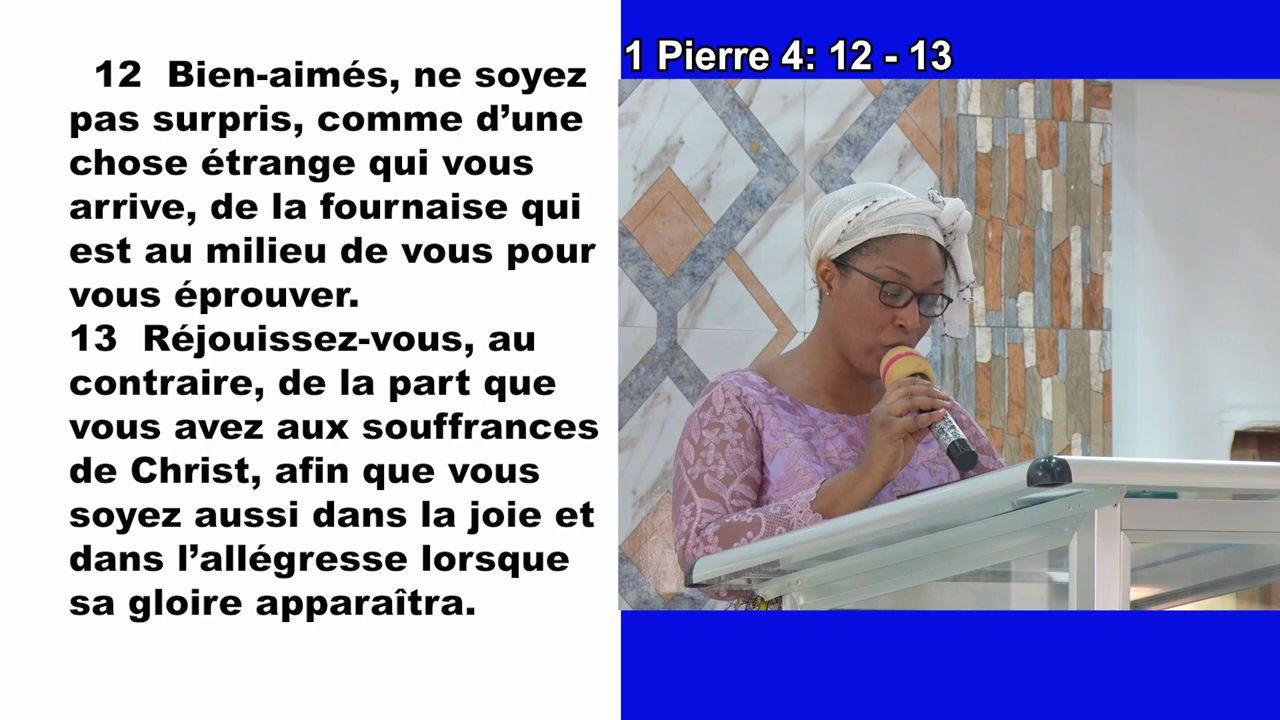 1 Pierre 4: 12 - 13
12 Bien-aimés, ne soyez
pas surpris, comme d’une
chose étrange qui vous
arrive, de la fournaise qui
est au milieu de vous pour
vous éprouver.
13 Réjouissez-vous, au
contraire, de la part que
vous avez aux souffrances
de Christ, afin que vous
soyez aussi dans la joie et
dans l’allégresse lorsque
sa gloire apparaîtra.